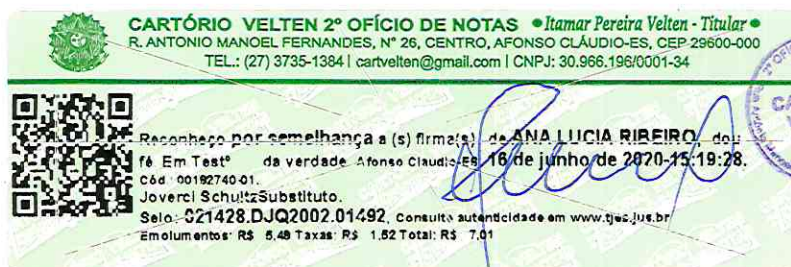 CARTÓRIO VELTEN 2º OFÍCIO DE NOTAS • Itamar Pereira Velten - Titular •
R. ANTONIO MANOEL FERNANDES, Nº 26, CENTRO, AFONSO CLÁUDIO-ES, CEP 29600-000
TEL.: (27) 3735-1384 | cartvelten@gmail.com | CNPJ: 30.966.196/0001-34
Reconheço por semelhança a (s) firma(s) de ANA LUCIA RIBEIRO dou
fé Em Testº da verdade. Afonso Claudio-ES 16 de junho de 2020-15:19:28.
Cód.: 00192740-01.
Joverci SchultzSubstituto.
Selo: 021428.DJQ2002.01492, Consulte autenticidade em www.tjes.jus.br
Emolumentos: R$ 5,49 Taxas: R$ 1,52 Total: R$ 7,01